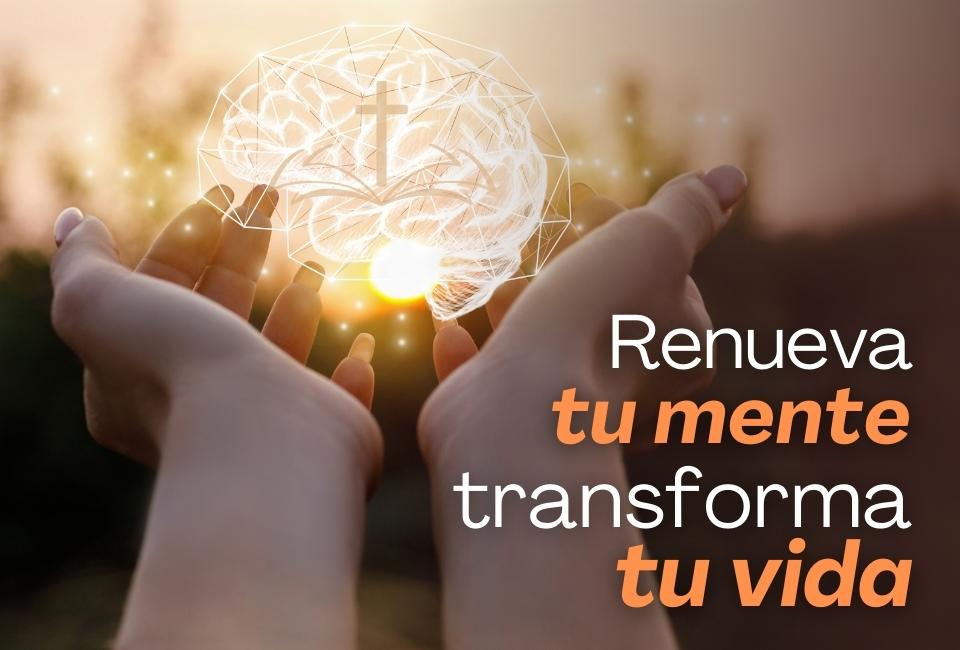 Renueva
tu mente
transforma
tu vida